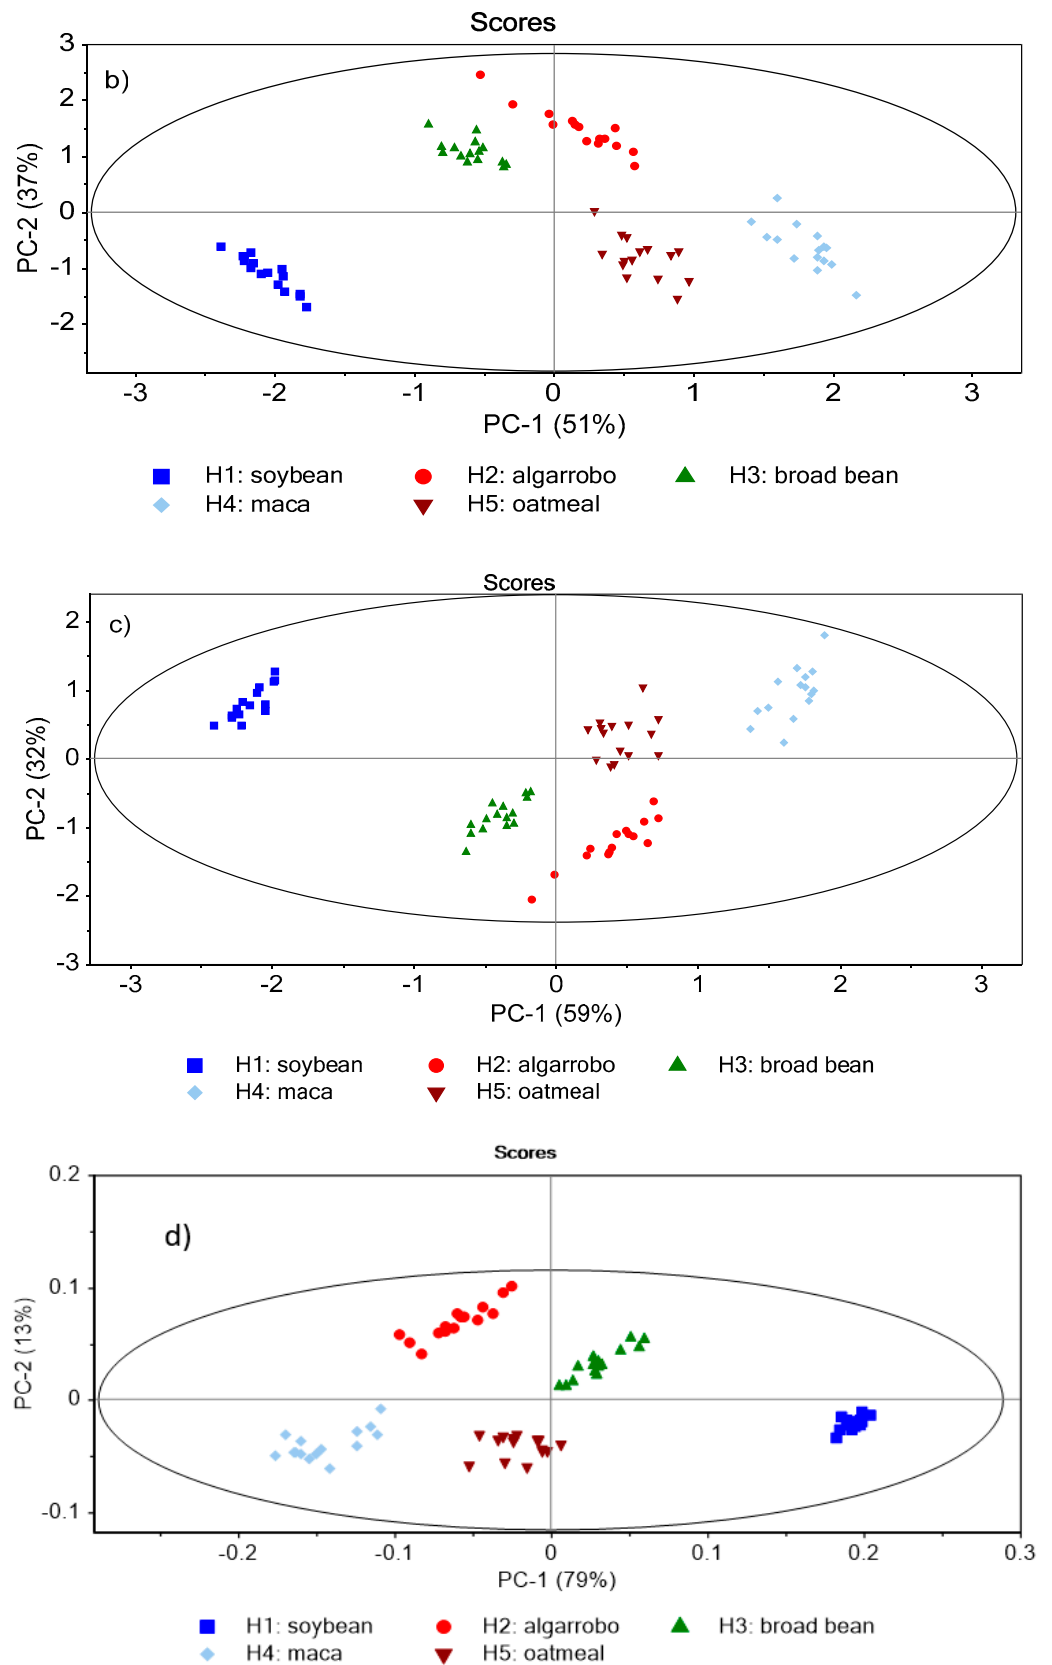 Scores
b)
3
2
1
0
-1
-2
PC-2 (37%)
-3 -2 -1 0 1 2 3
PC-1 (51%)
H1: soybean H2: algarrobo H3: broad bean
H4: maca H5: oatmeal
Scores
c)
2
1
0
-1
-2
-3
PC-2 (32%)
-3 -2 -1 0 1 2 3
PC-1 (59%)
H1: soybean H2: algarrobo H3: broad bean
H4: maca H5: oatmeal
Scores
d)
0.2
0.1
0
-0.1
PC-2 (13%)
-0.2 -0.1 0 0.1 0.2 0.3
PC-1 (79%)
H1: soybean H2: algarrobo H3: broad bean
H4: maca H5: oatmeal